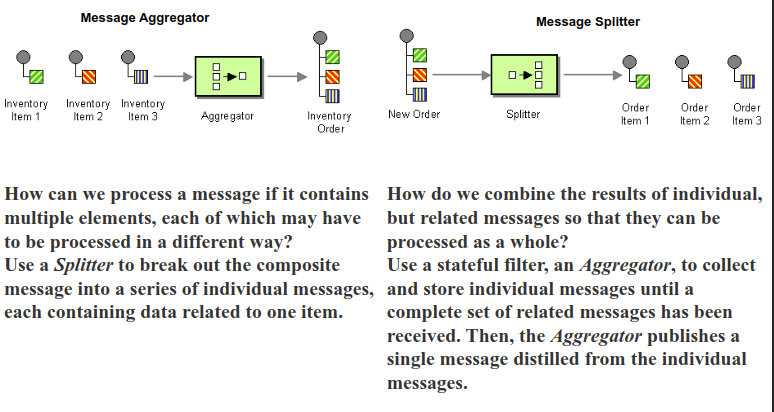 Message Aggregator
Inventory Item 1
Inventory Item 2
Inventory Item 3
Aggregator
Inventory Order
How can we process a message if it contains
multiple elements, each of which may have
to be processed in a different way?
Use a Splitter to break out the composite
message into a series of individual messages,
each containing data related to one item.
Message Splitter
New Order
Splitter
Order Item 1
Order Item 2
Order Item 3
How do we combine the results of individual,
but related messages so that they can be
processed as a whole?
Use a stateful filter, an Aggregator, to collect
and store individual messages until a
complete set of related messages has been
received. Then, the Aggregator publishes a
single message distilled from the individual
messages.